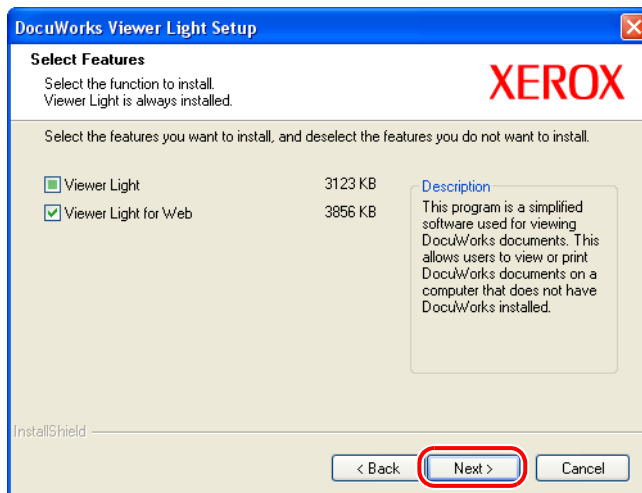 DocuWorks Viewer Light Setup
Select Features
Select the function to install.
Viewer Light is always installed.
XEROX
Select the features you want to install, and deselect the features you do not want to install.
Viewer Light 3123 KB
Viewer Light for Web 3856 KB
Description
This program is a simplified
software used for viewing
DocuWorks documents. This
allows users to view or print
DocuWorks documents on a
computer that does not have
DocuWorks installed.
InstallShield
< Back Next > Cancel